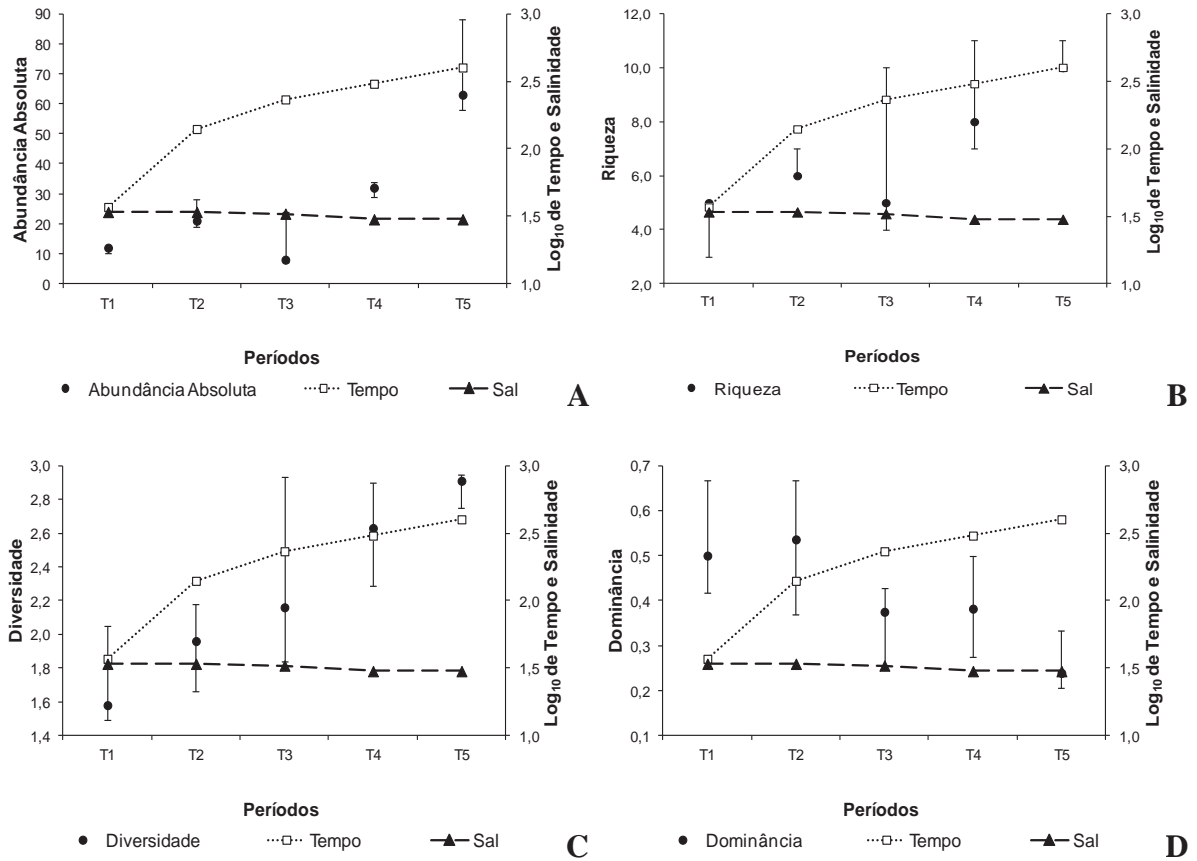 Abundância Absoluta
90
80
70
60
50
40
30
20
10
0
3,0
2,5
2,0
1,5
1,0
Log10 de Tempo e Salinidade
T1 T2 T3 T4 T5
Períodos
Abundância Absoluta Tempo Sal
A
Riqueza
12,0
10,0
8,0
6,0
4,0
2,0
3,0
2,5
2,0
1,5
1,0
Log10 de Tempo e Salinidade
T1 T2 T3 T4 T5
Períodos
Riqueza Tempo Sal
B
Diversidade
3,0
2,8
2,6
2,4
2,2
2,0
1,8
1,6
1,4
3,0
2,5
2,0
1,5
1,0
Log10 de Tempo e Salinidade
T1 T2 T3 T4 T5
Períodos
Diversidade Tempo Sal
C
Dominância
0,7
0,6
0,5
0,4
0,3
0,2
0,1
3,0
2,5
2,0
1,5
1,0
Log10 de Tempo e Salinidade
T1 T2 T3 T4 T5
Períodos
Dominância Tempo Sal
D